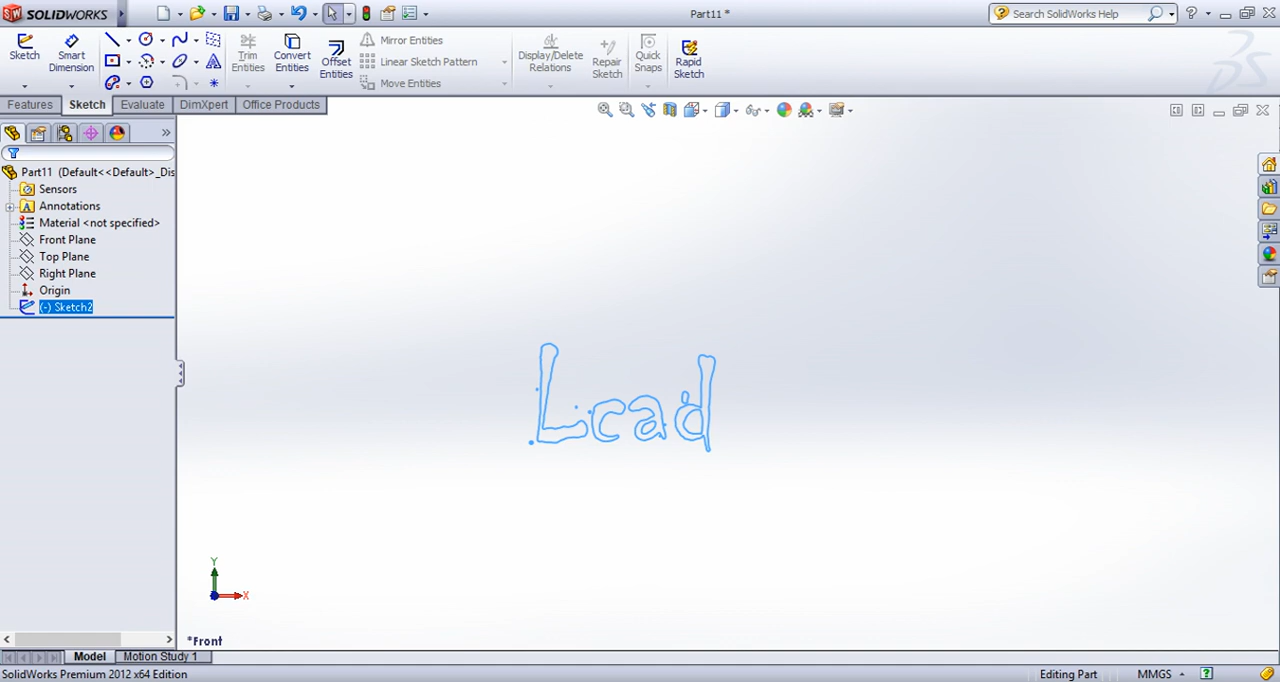 SOLIDWORKS
Part11 *
Search SolidWorks Help
Sketch
Smart Dimension
Trim Entities
Convert Entities
Offset Entities
Mirror Entities
Linear Sketch Pattern
Move Entities
Display/Delete Relations
Repair Sketch
Quick Snaps
Rapid Sketch
Features Sketch Evaluate DimXpert Office Products
Part11 (Default<<Default>_Dis
Sensors
Annotations
Material <not specified>
Front Plane
Top Plane
Right Plane
Origin
(-) Sketch2
Lcad
Y
X
*Front
Model Motion Study 1
SolidWorks Premium 2012 x64 Edition
Editing Part
MMGS